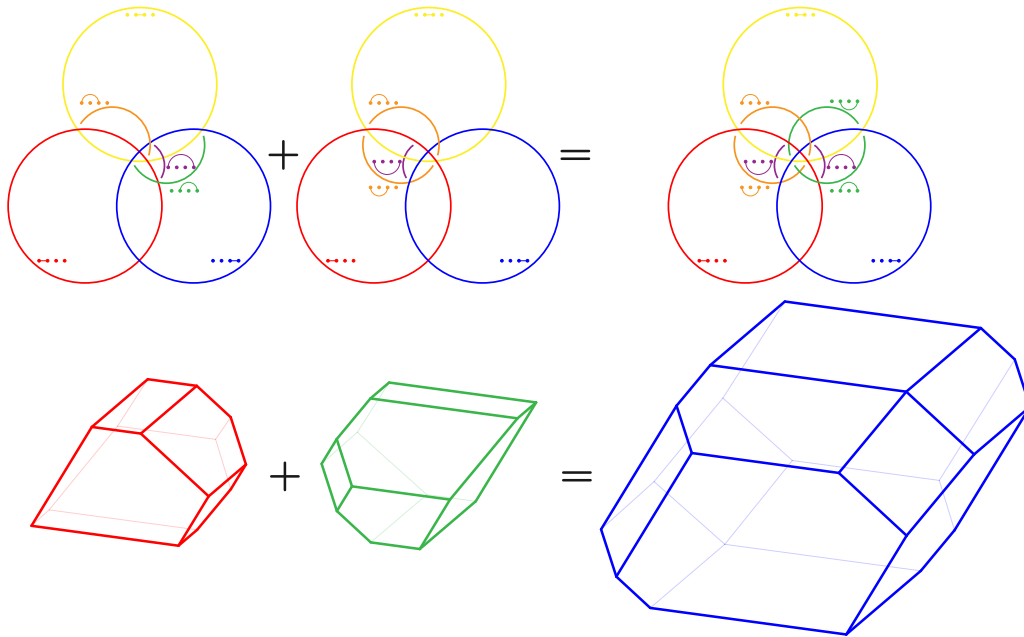 + =
+ =